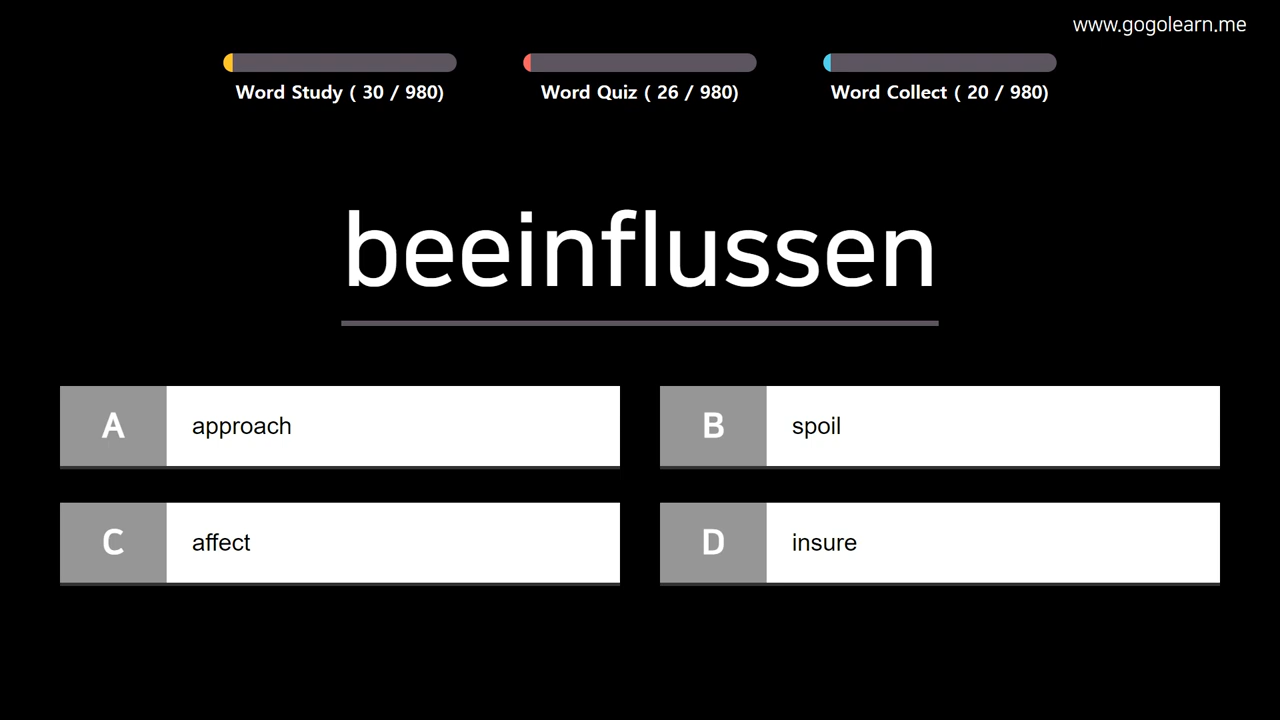 www.gogolearn.me
Word Study ( 30 / 980)
Word Quiz ( 26 / 980)
Word Collect ( 20 / 980)
beeinflussen
A approach
B spoil
C affect
D insure